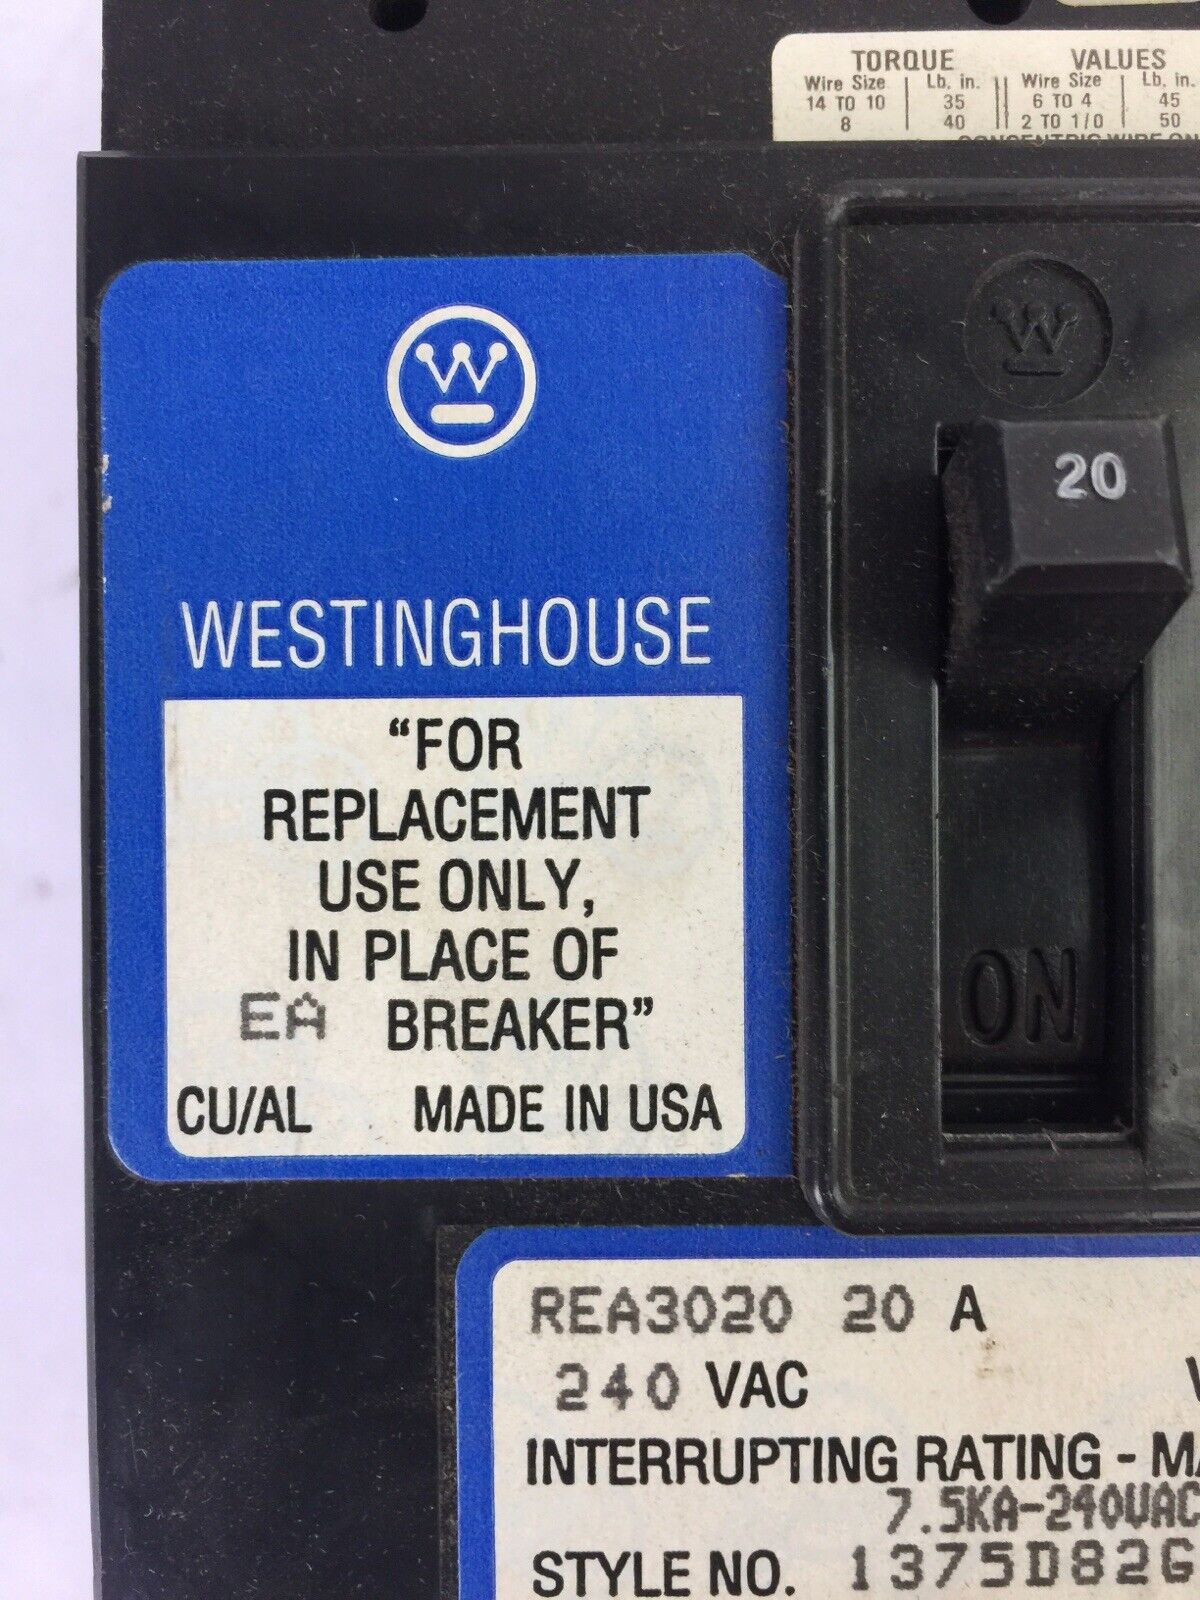 TORQUE VALUES
Wire Size Lb. in. Wire Size Lb. in.
14 TO 10 35 6 TO 4 45
8 40 2 TO 1/0 50
W
W
20
WESTINGHOUSE
“FOR
REPLACEMENT
USE ONLY,
IN PLACE OF
EA BREAKER”
CU/AL MADE IN USA
ON
REA3020 20 A
240 VAC
INTERRUPTING RATING -
7.5KA-240VAC
STYLE NO. 1375D82G